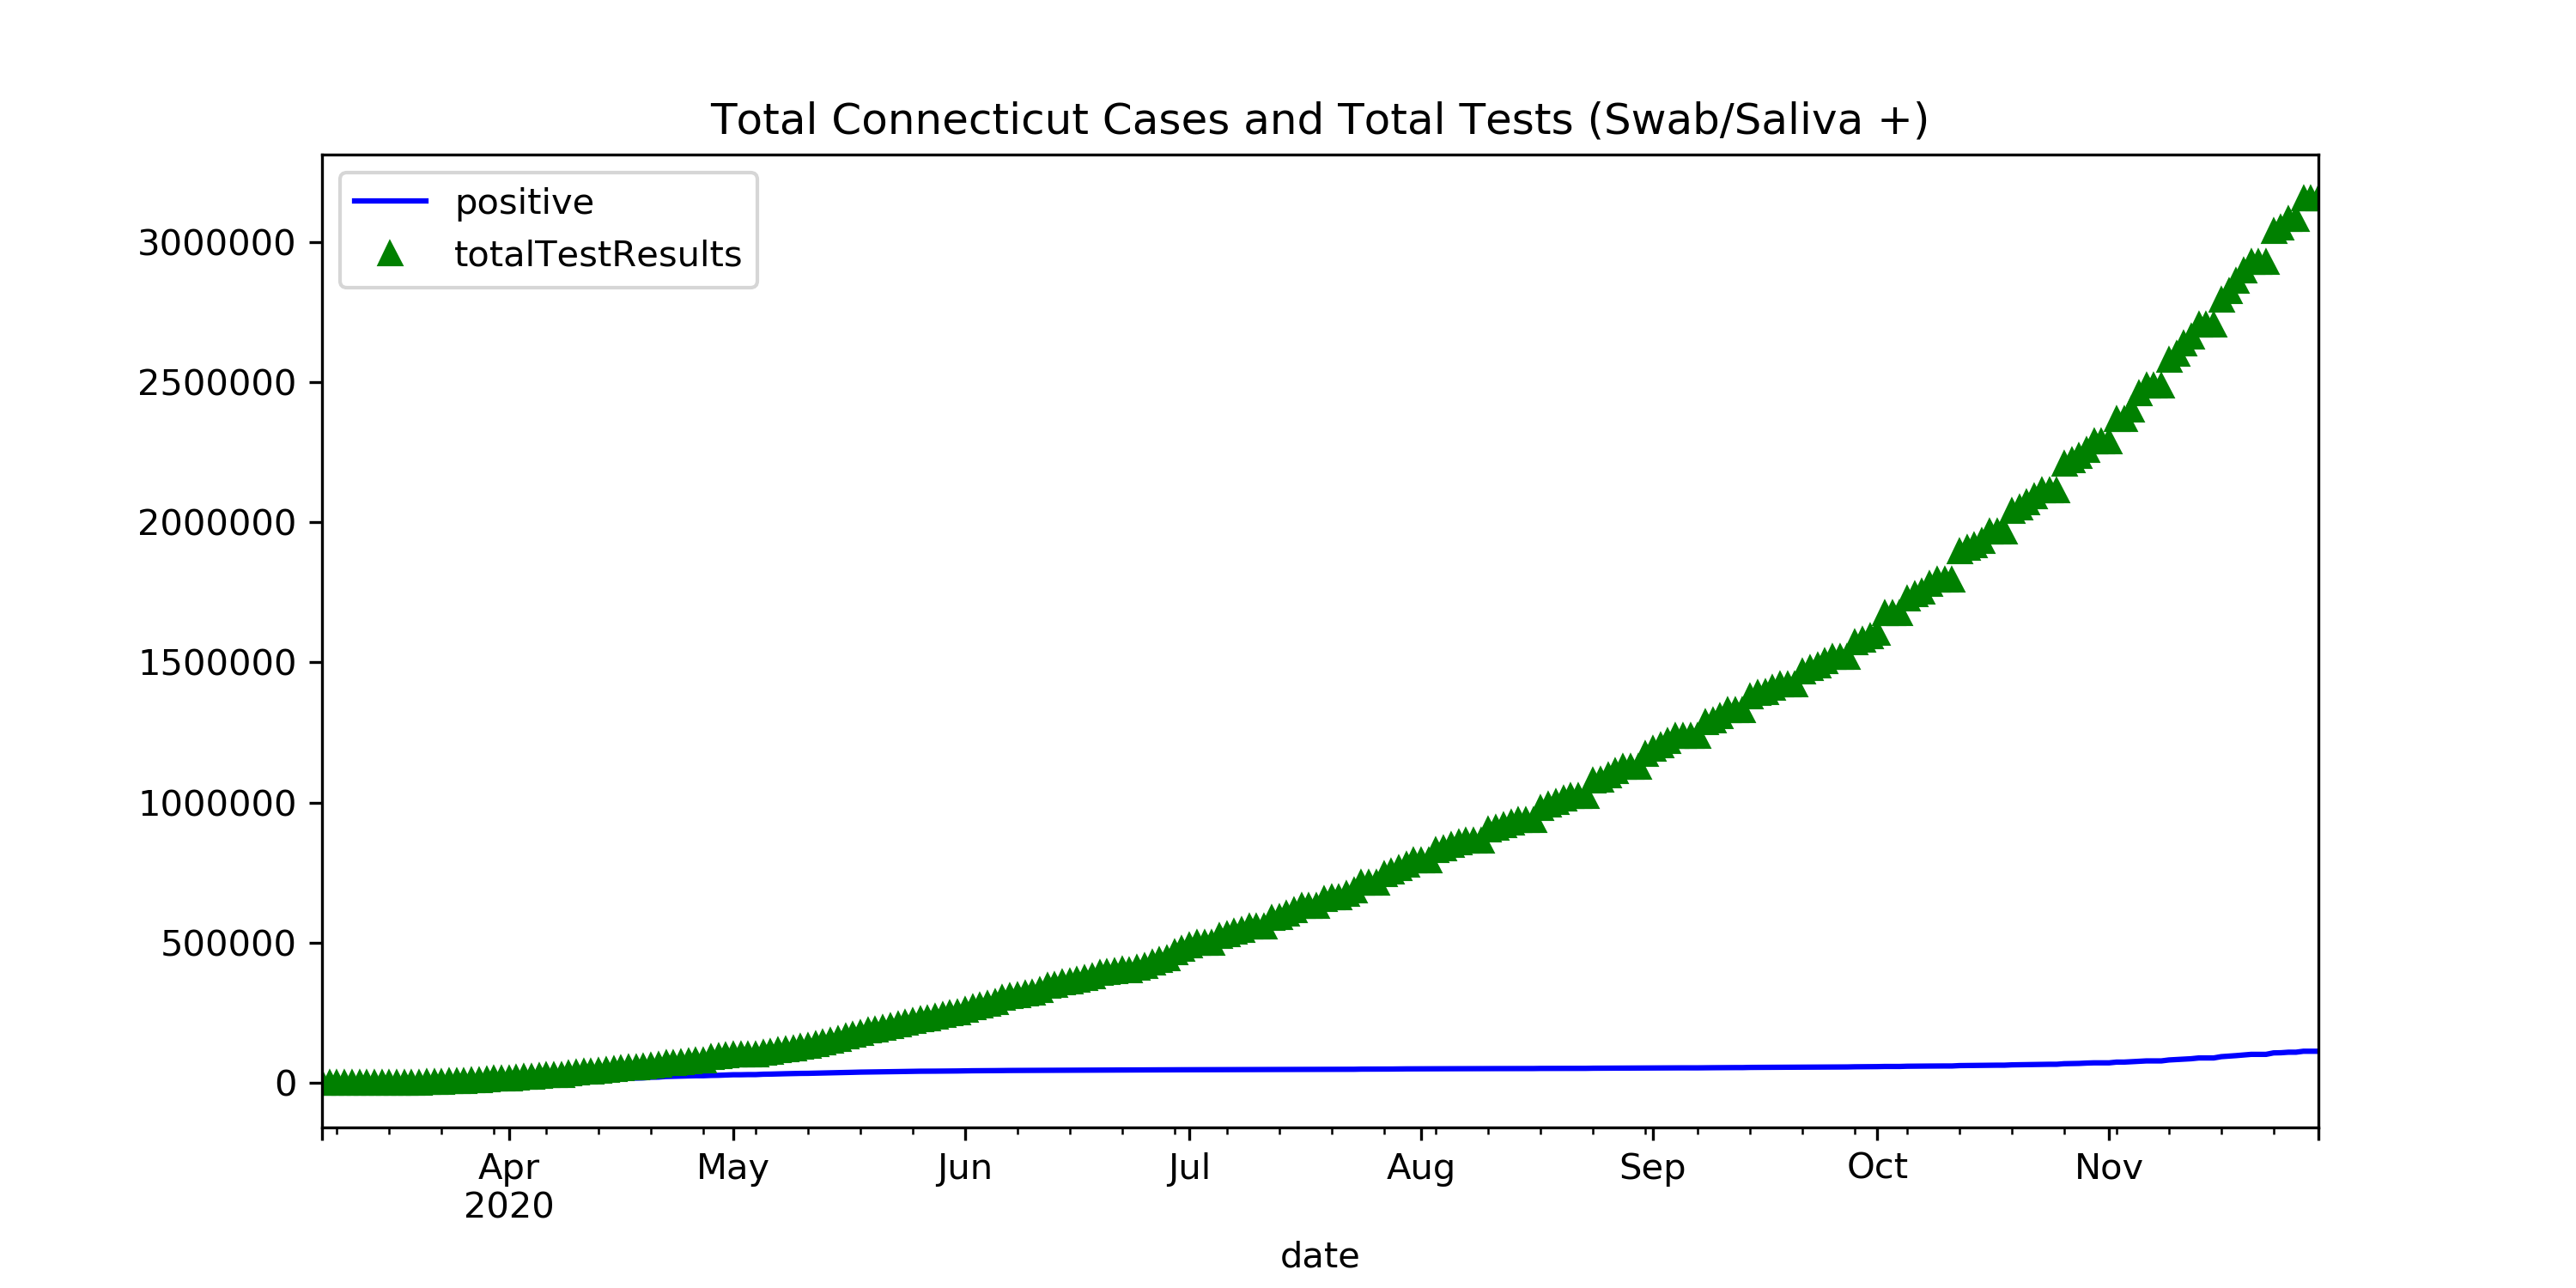 Total Connecticut Cases and Total Tests (Swab/Saliva +)
positive
totalTestResults
3000000
2500000
2000000
1500000
1000000
500000
0
Apr May Jun Jul Aug Sep Oct Nov
2020
date